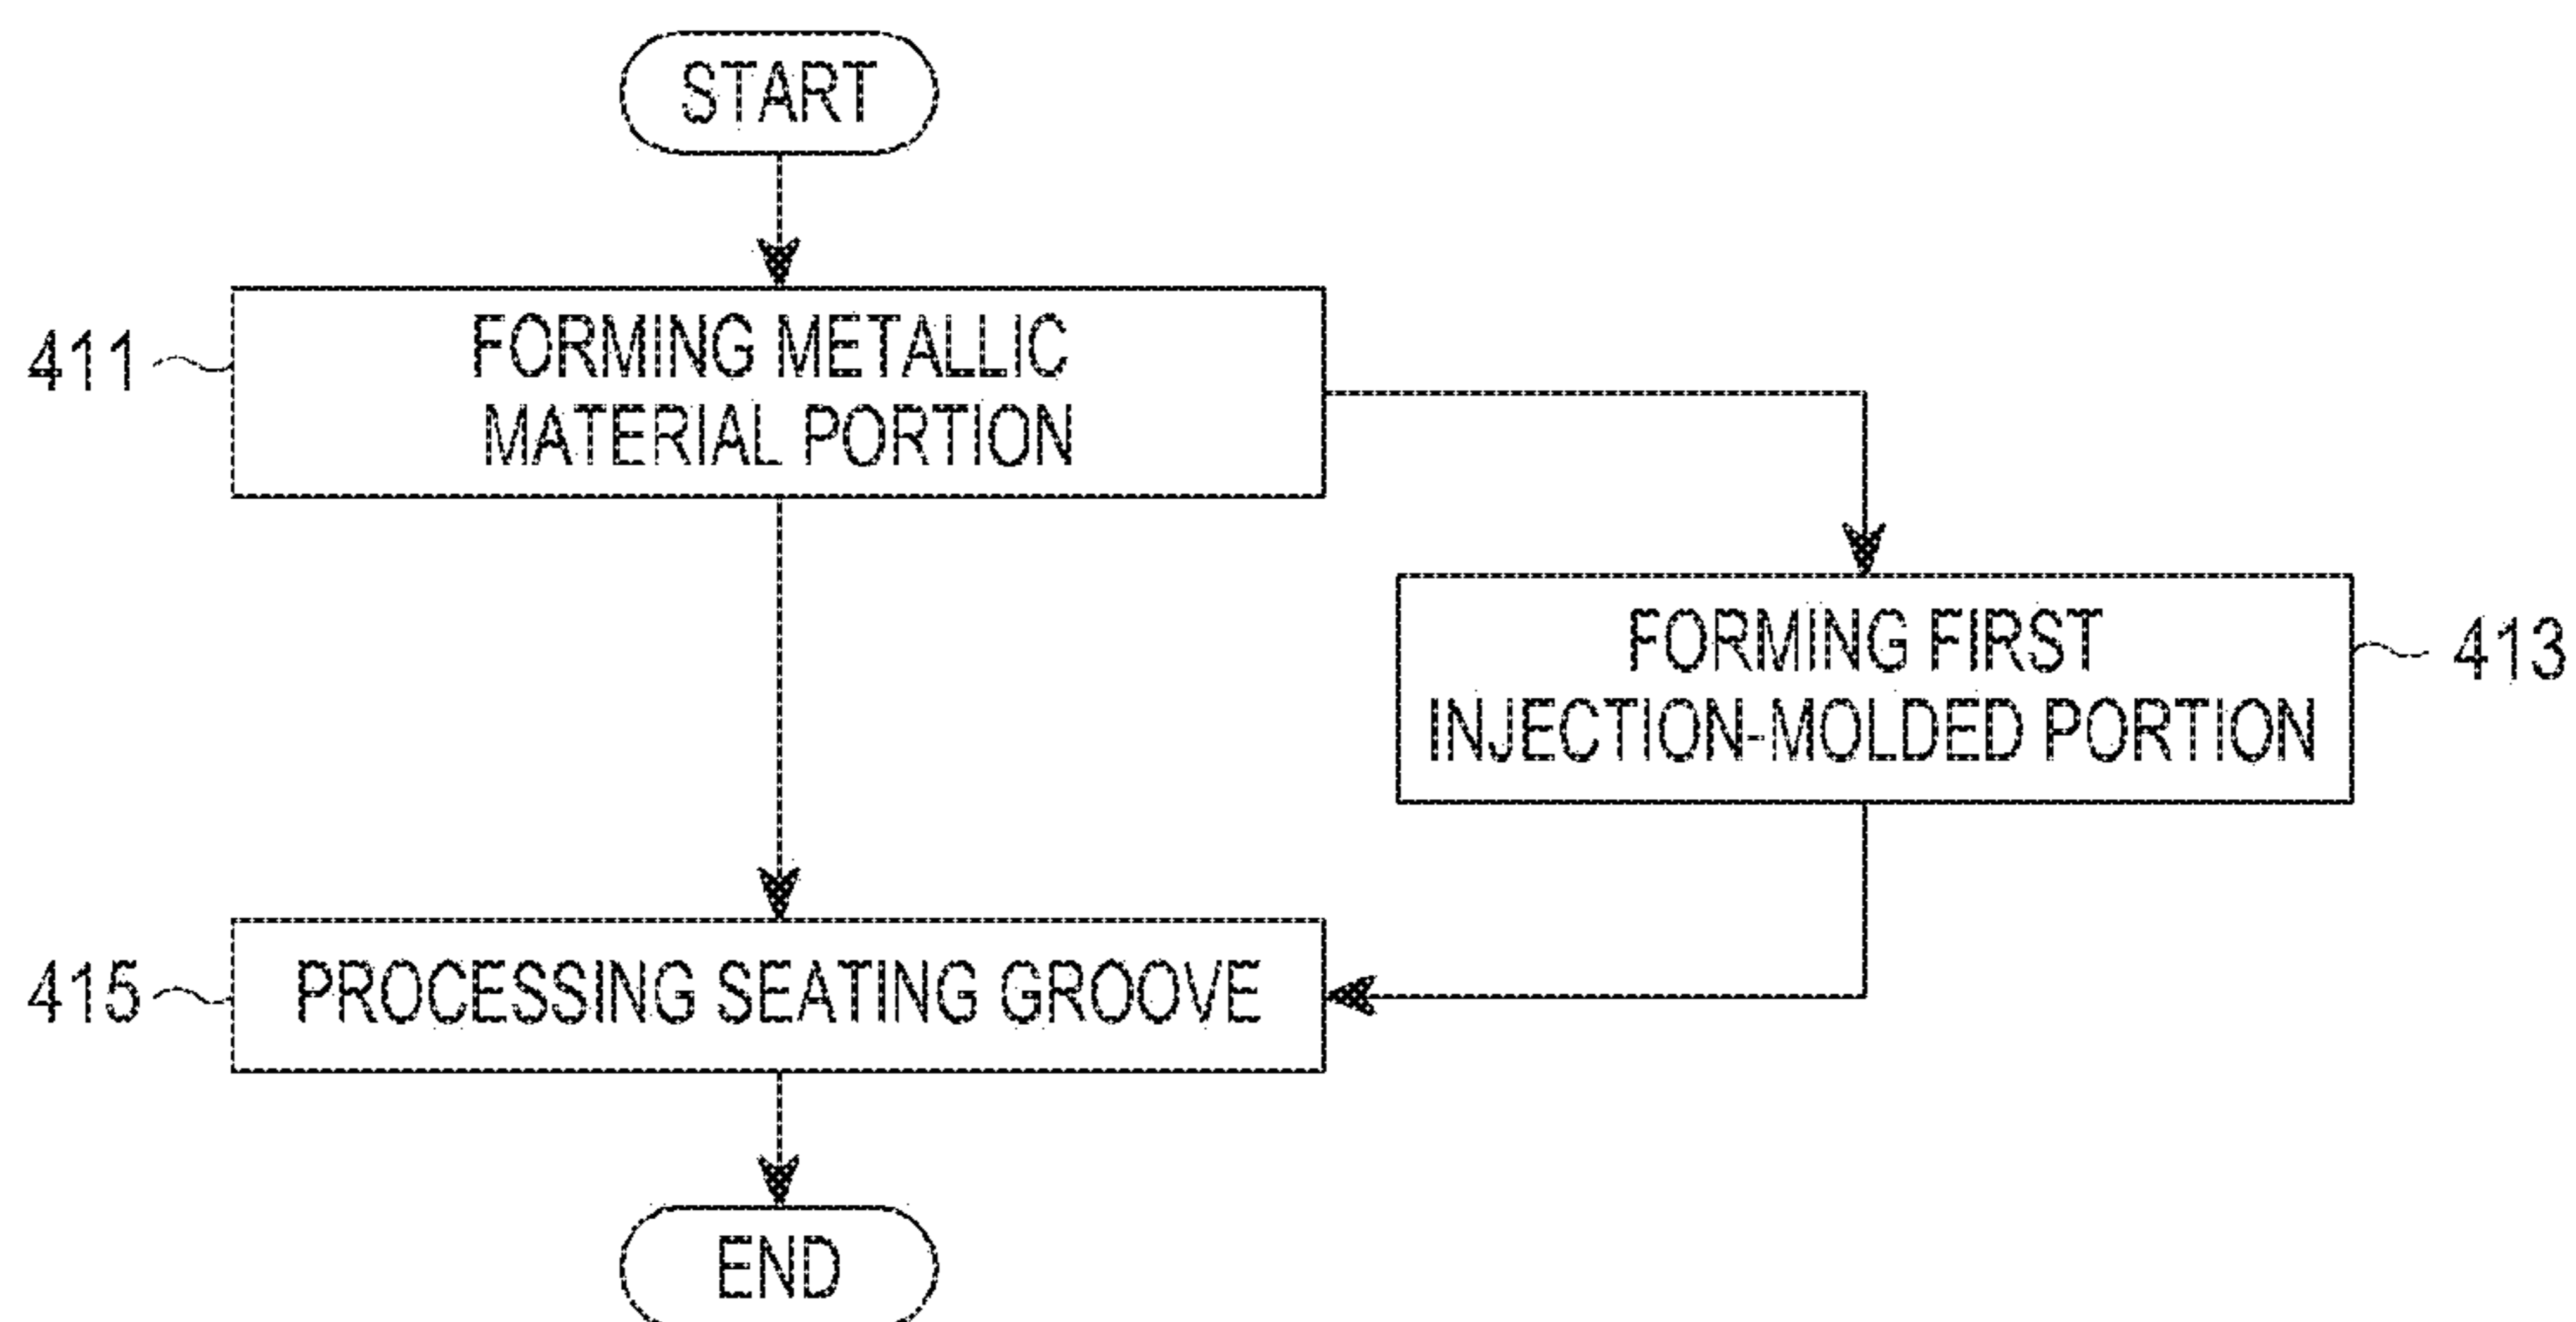 START
411
FORMING METALLIC
MATERIAL PORTION
FORMING FIRST
INJECTION-MOLDED PORTION
413
415
PROCESSING SEATING GROOVE
END